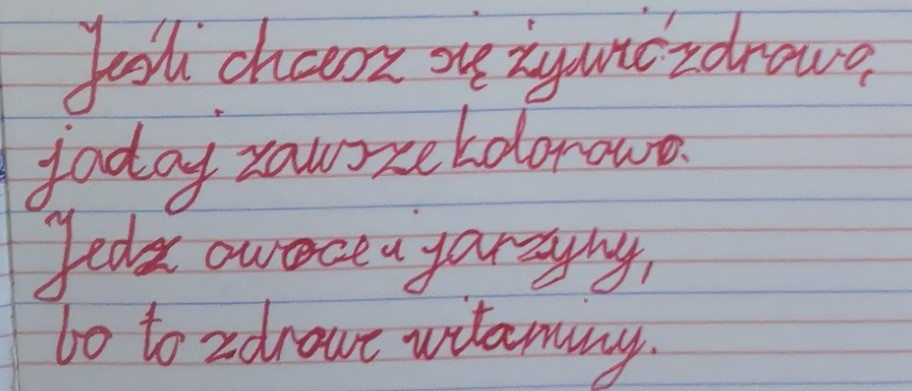 Jeśli chcesz się żywić zdrowo,
jadaj zawsze kolorowo.
Jedz owoce i jarzyny,
bo to zdrowe witaminy.